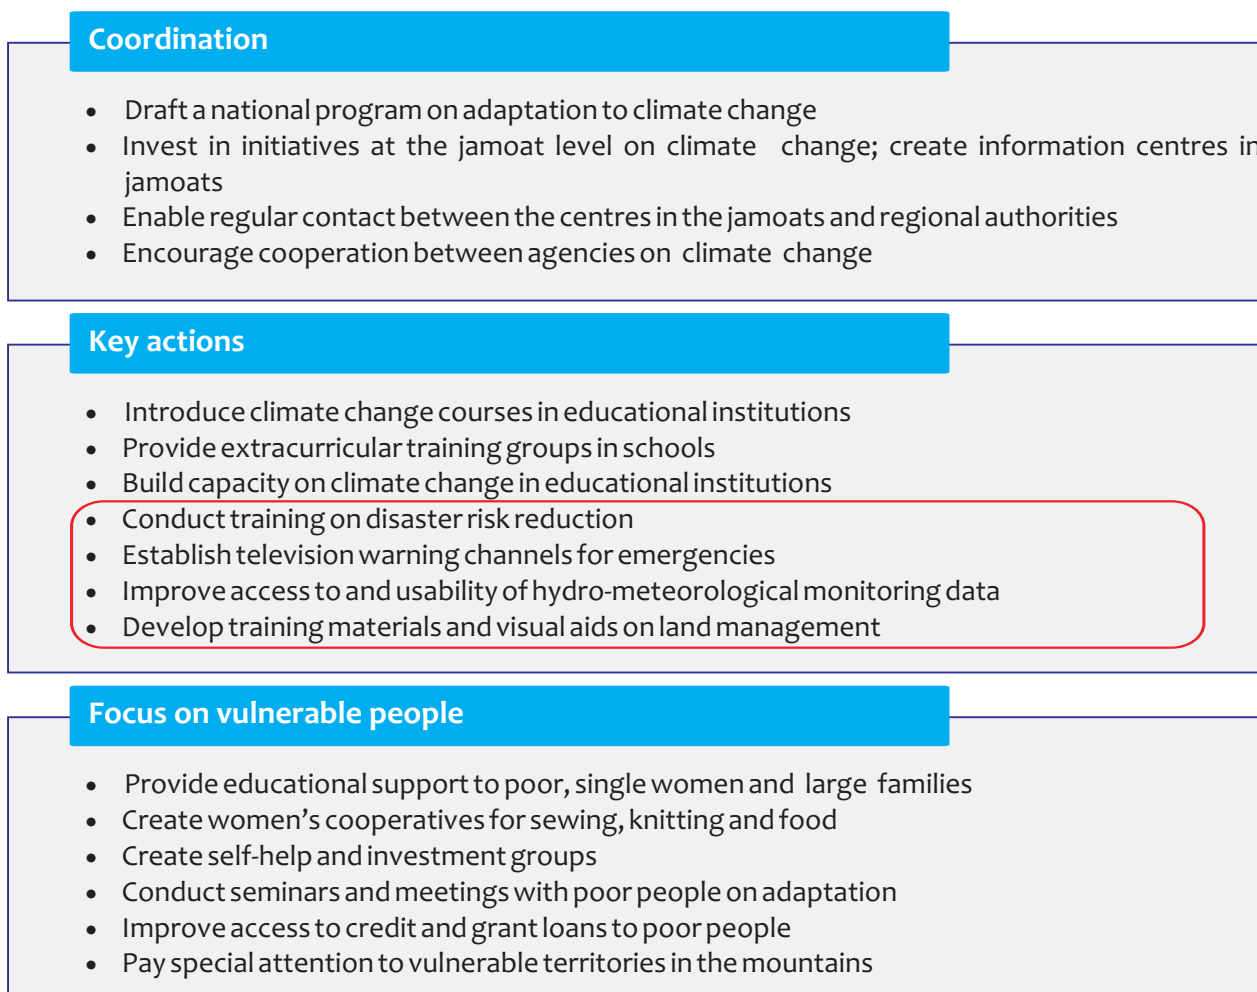 Coordination
• Draft a national program on adaptation to climate change
• Invest in initiatives at the jamoat level on climate change; create information centres in
jamoats
• Enable regular contact between the centres in the jamoats and regional authorities
• Encourage cooperation between agencies on climate change
Key actions
• Introduce climate change courses in educational institutions
• Provide extracurricular training groups in schools
• Build capacity on climate change in educational institutions
• Conduct training on disaster risk reduction
• Establish television warning channels for emergencies
• Improve access to and usability of hydro-meteorological monitoring data
• Develop training materials and visual aids on land management
Focus on vulnerable people
• Provide educational support to poor, single women and large families
• Create women's cooperatives for sewing, knitting and food
• Create self-help and investment groups
• Conduct seminars and meetings with poor people on adaptation
• Improve access to credit and grant loans to poor people
• Pay special attention to vulnerable territories in the mountains